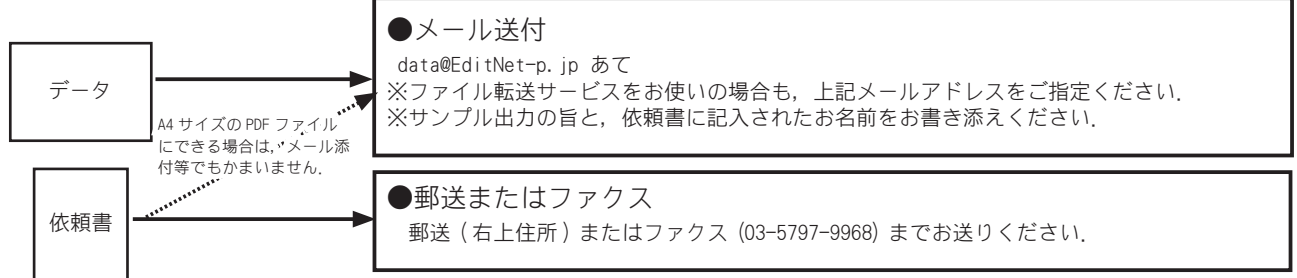 ●メール送付
data@EditNet-p.jp あて
データ
※ファイル転送サービスをお使いの場合も，上記メールアドレスをご指定ください．
※サンプル出力の旨と，依頼書に記入されたお名前をお書き添えください．
A4 サイズの PDF ファイル
にできる場合は，メール添
付等でもかまいません．
●郵送またはファクス
依頼書
郵送 ( 右上住所 ) またはファクス (03-5797-9968) までお送りください．